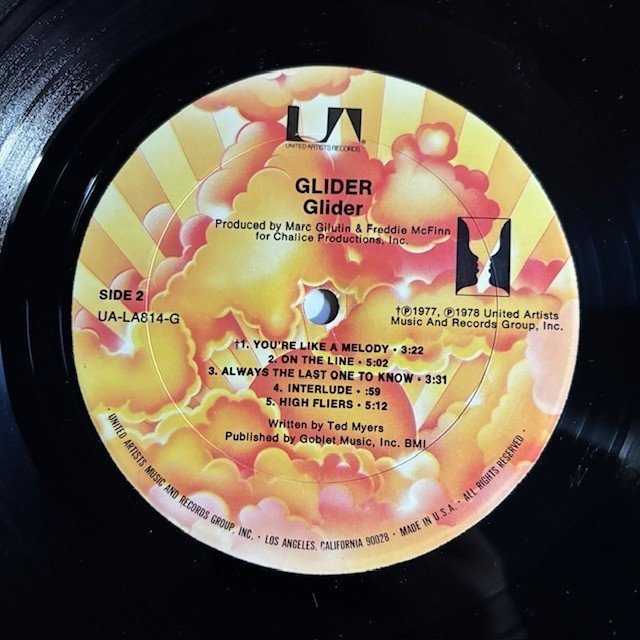 UA®
UNITED ARTISTS RECORDS
GLIDER
Glider
Produced by Marc Gilutin & Freddie McFinn
for Chalice Productions, Inc.
SIDE 2
UA-LA814-G
†℗1977, ℗1978 United Artists
Music And Records Group, Inc.
†1. YOU'RE LIKE A MELODY • 3:22
2. ON THE LINE • 5:02
3. ALWAYS THE LAST ONE TO KNOW • 3:31
4. INTERLUDE • :59
5. HIGH FLIERS • 5:12
Written by Ted Myers
Published by Goblet Music, Inc. BMI
• UNITED ARTISTS MUSIC AND RECORDS GROUP, INC. • LOS ANGELES, CALIFORNIA 90028 • MADE IN U.S.A. • ALL RIGHTS RESERVED •